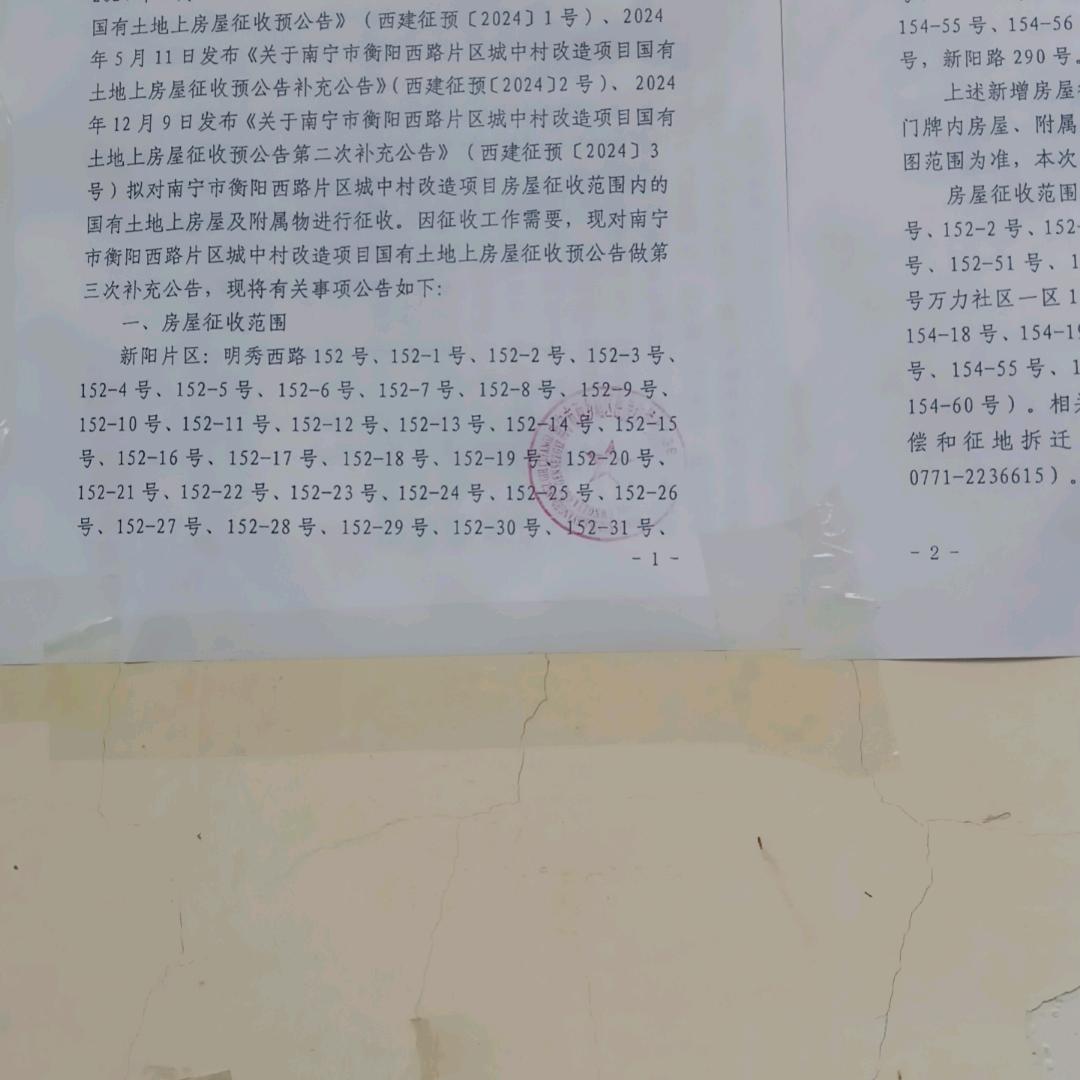 国有土地上房屋征收预公告》（西建征预〔2024〕1号）、2024
年5月11日发布《关于南宁市衡阳西路片区城中村改造项目国有
土地上房屋征收预公告补充公告》（西建征预〔2024〕2号）、2024
年12月9日发布《关于南宁市衡阳西路片区城中村改造项目国有
土地上房屋征收预公告第二次补充公告》（西建征预〔2024〕3
号）拟对南宁市衡阳西路片区城中村改造项目房屋征收范围内的
国有土地上房屋及附属物进行征收。因征收工作需要，现对南宁
市衡阳西路片区城中村改造项目国有土地上房屋征收预公告做第
三次补充公告，现将有关事项公告如下：
一、房屋征收范围
新阳片区：明秀西路152号、152-1号、152-2号、152-3号、
152-4号、152-5号、152-6号、152-7号、152-8号、152-9号、
152-10号、152-11号、152-12号、152-13号、152-14号、152-15
号、152-16号、152-17号、152-18号、152-19号、152-20号、
152-21号、152-22号、152-23号、152-24号、152-25号、152-26
号、152-27号、152-28号、152-29号、152-30号、152-31号、
- 1 -
154-55号、154-56
号，新阳路290号。
上述新增房屋
门牌内房屋、附属
图范围为准，本次
房屋征收范围
号、152-2号、152-
号、152-51号、1
号万力社区一区1
154-18号、154-19
号、154-55号、1
154-60号）。相关
偿和征地拆迁
0771-2236615）。
- 2 -